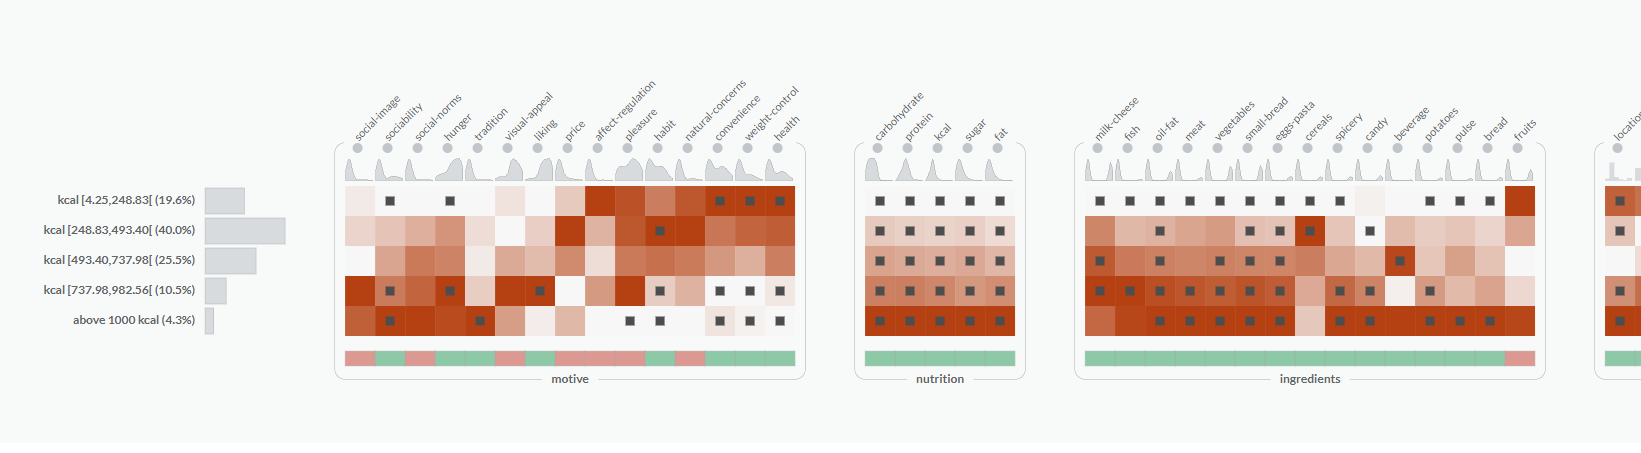 social-image
sociability
social-norms
hunger
tradition
visual-appeal
liking
price
affect-regulation
pleasure
habit
natural-concerns
convenience
weight-control
health
carbohydrate
protein
kcal
sugar
fat
milk-cheese
fish
oil-fat
meat
vegetables
small-bread
eggs-pasta
cereals
spicery
candy
beverage
potatoes
pulse
bread
fruits
kcal [4.25,248.83[ (19.6%)
kcal [248.83,493.40[ (40.0%)
kcal [493.40,737.98[ (25.5%)
kcal [737.98,982.56[ (10.5%)
above 1000 kcal (4.3%)
motive
nutrition
ingredients